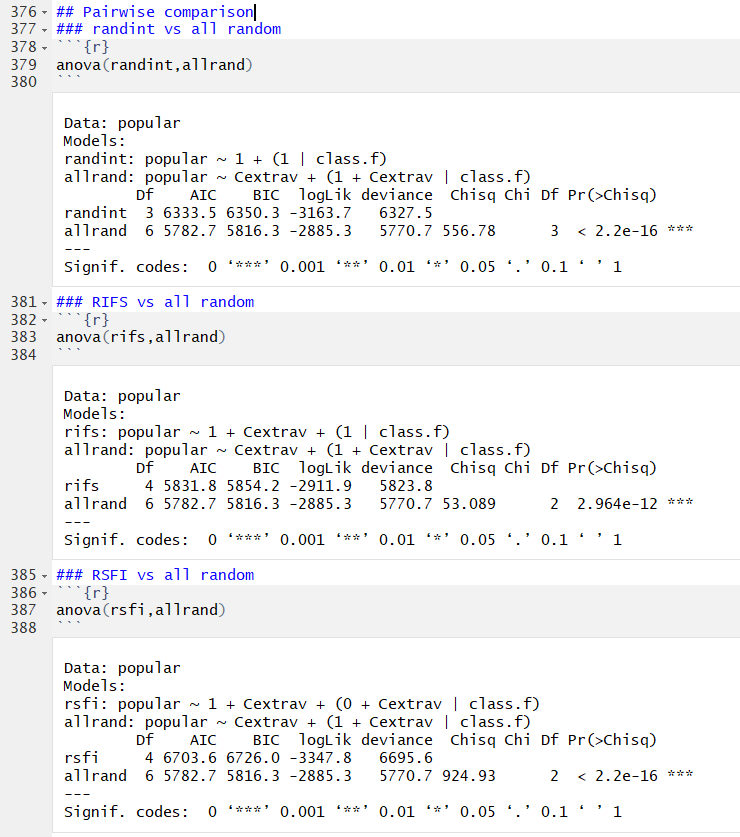 376 ## Pairwise comparison
377 ### randint vs all random
378 ```{r}
379 anova(randint,allrand)
380 ```
Data: popular
Models:
randint: popular ~ 1 + (1 | class.f)
allrand: popular ~ Cextrav + (1 + Cextrav | class.f)
        Df    AIC    BIC  logLik deviance  Chisq Chi Df Pr(>Chisq)
randint  3 6333.5 6350.3 -3163.7   6327.5
allrand  6 5782.7 5816.3 -2885.3   5770.7 556.78      3  < 2.2e-16 ***
---
Signif. codes:  0 ‘***’ 0.001 ‘**’ 0.01 ‘*’ 0.05 ‘.’ 0.1 ‘ ’ 1
381 ### RIFS vs all random
382 ```{r}
383 anova(rifs,allrand)
384 ```
Data: popular
Models:
rifs: popular ~ 1 + Cextrav + (1 | class.f)
allrand: popular ~ Cextrav + (1 + Cextrav | class.f)
        Df    AIC    BIC  logLik deviance  Chisq Chi Df Pr(>Chisq)
rifs     4 5831.8 5854.2 -2911.9   5823.8
allrand  6 5782.7 5816.3 -2885.3   5770.7 53.089      2  2.964e-12 ***
---
Signif. codes:  0 ‘***’ 0.001 ‘**’ 0.01 ‘*’ 0.05 ‘.’ 0.1 ‘ ’ 1
385 ### RSFI vs all random
386 ```{r}
387 anova(rsfi,allrand)
388 ```
Data: popular
Models:
rsfi: popular ~ 1 + Cextrav + (0 + Cextrav | class.f)
allrand: popular ~ Cextrav + (1 + Cextrav | class.f)
        Df    AIC    BIC  logLik deviance  Chisq Chi Df Pr(>Chisq)
rsfi     4 6703.6 6726.0 -3347.8   6695.6
allrand  6 5782.7 5816.3 -2885.3   5770.7 924.93      2  < 2.2e-16 ***
---
Signif. codes:  0 ‘***’ 0.001 ‘**’ 0.01 ‘*’ 0.05 ‘.’ 0.1 ‘ ’ 1